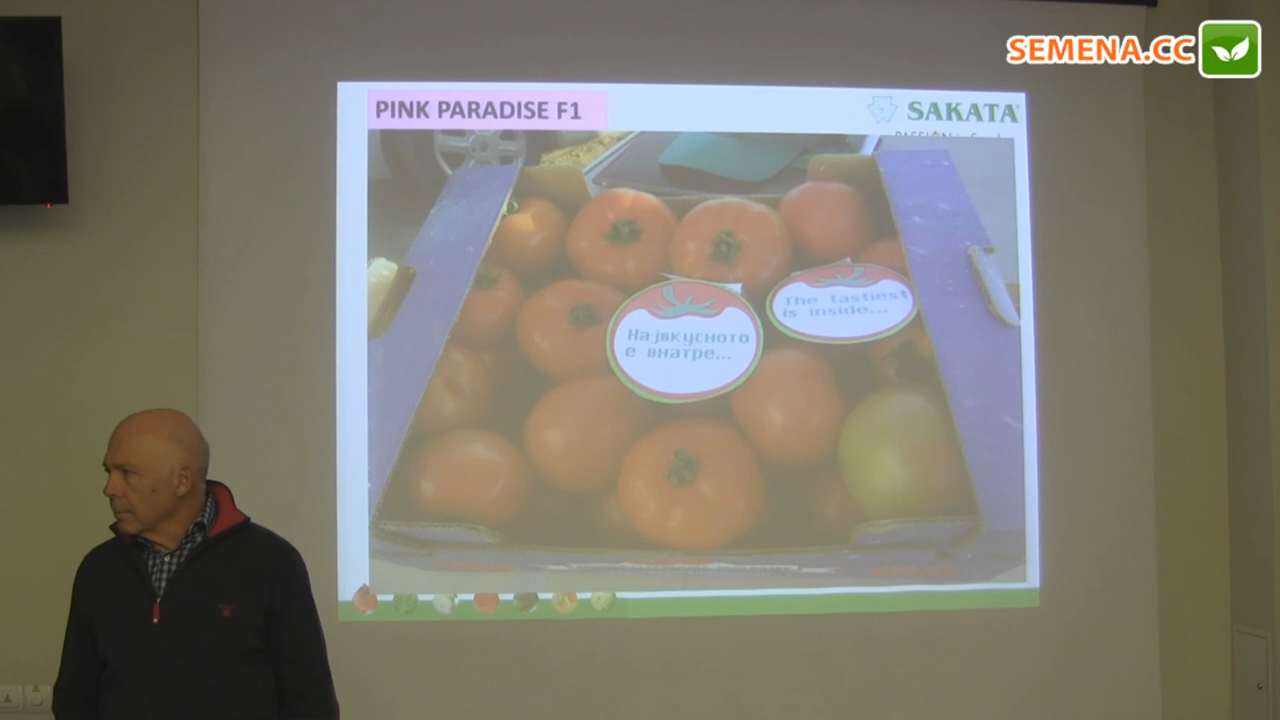 SEMENA.CC
PINK PARADISE F1
SAKATA
The tastiest
is inside...
Највкусното
е внатре...